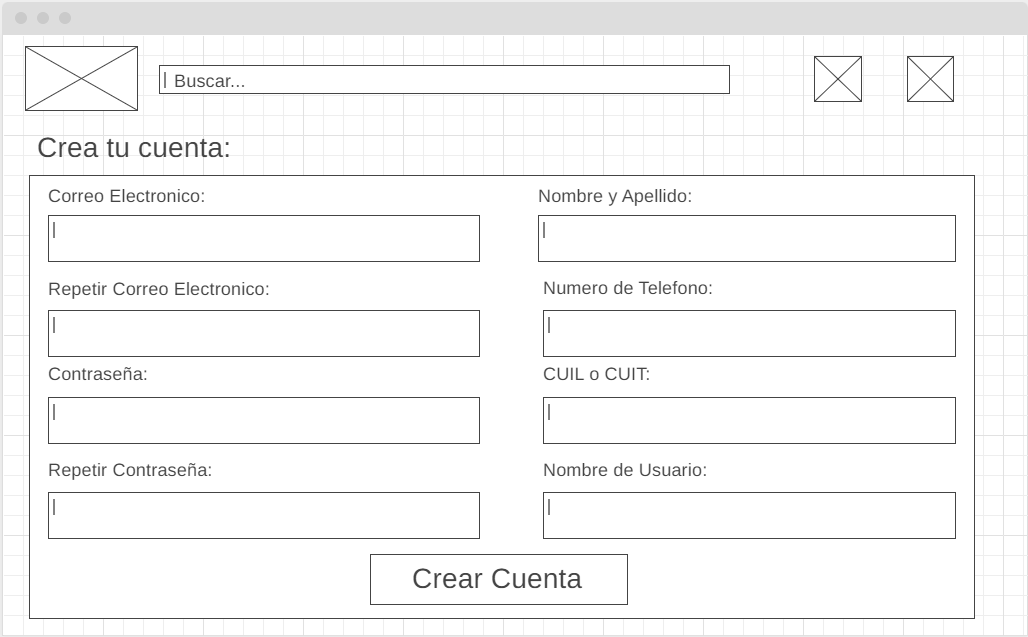 Buscar...
Crea tu cuenta:
Correo Electronico:
Nombre y Apellido:
Repetir Correo Electronico:
Numero de Telefono:
Contraseña:
CUIL o CUIT:
Repetir Contraseña:
Nombre de Usuario:
Crear Cuenta